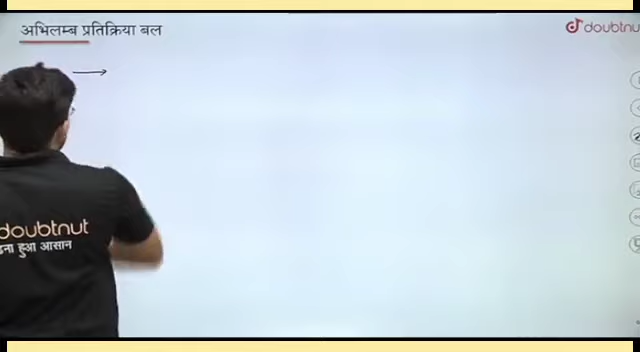 अभिलम्ब प्रतिक्रिया बल
doubtnut
doubtnut
ना हुआ आसान